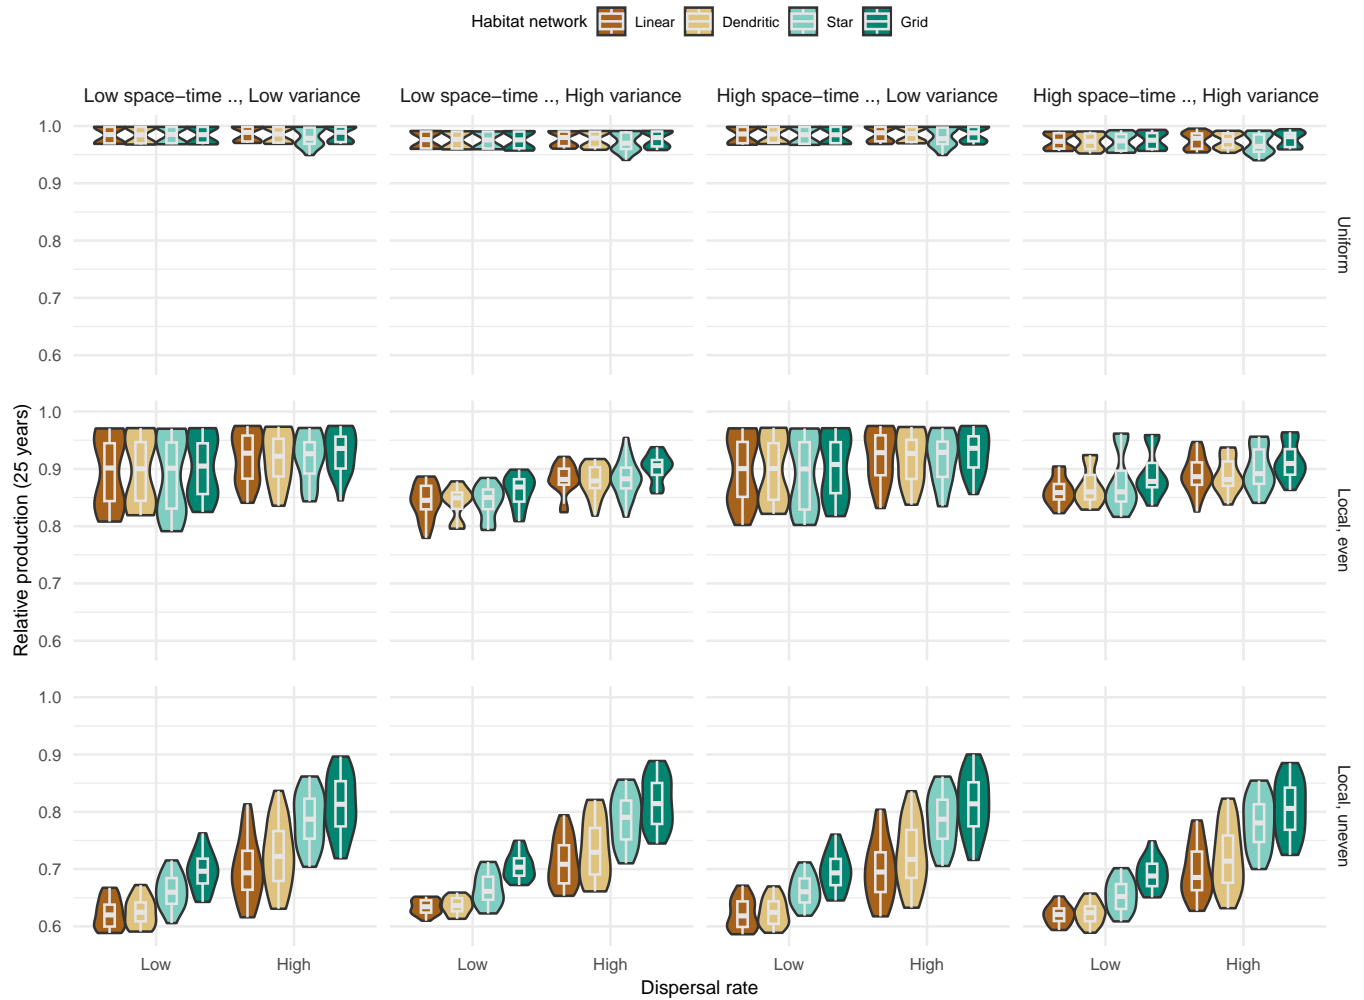 Habitat network Linear Dendritic Star Grid
Low space−time .., Low variance
Low space−time .., High variance
High space−time .., Low variance
High space−time .., High variance
1.0
0.9
0.8
0.7
0.6
Uniform
1.0
0.9
0.8
0.7
0.6
Local, even
1.0
0.9
0.8
0.7
0.6
Local, uneven
Relative production (25 years)
Low High
Low High
Low High
Low High
Dispersal rate